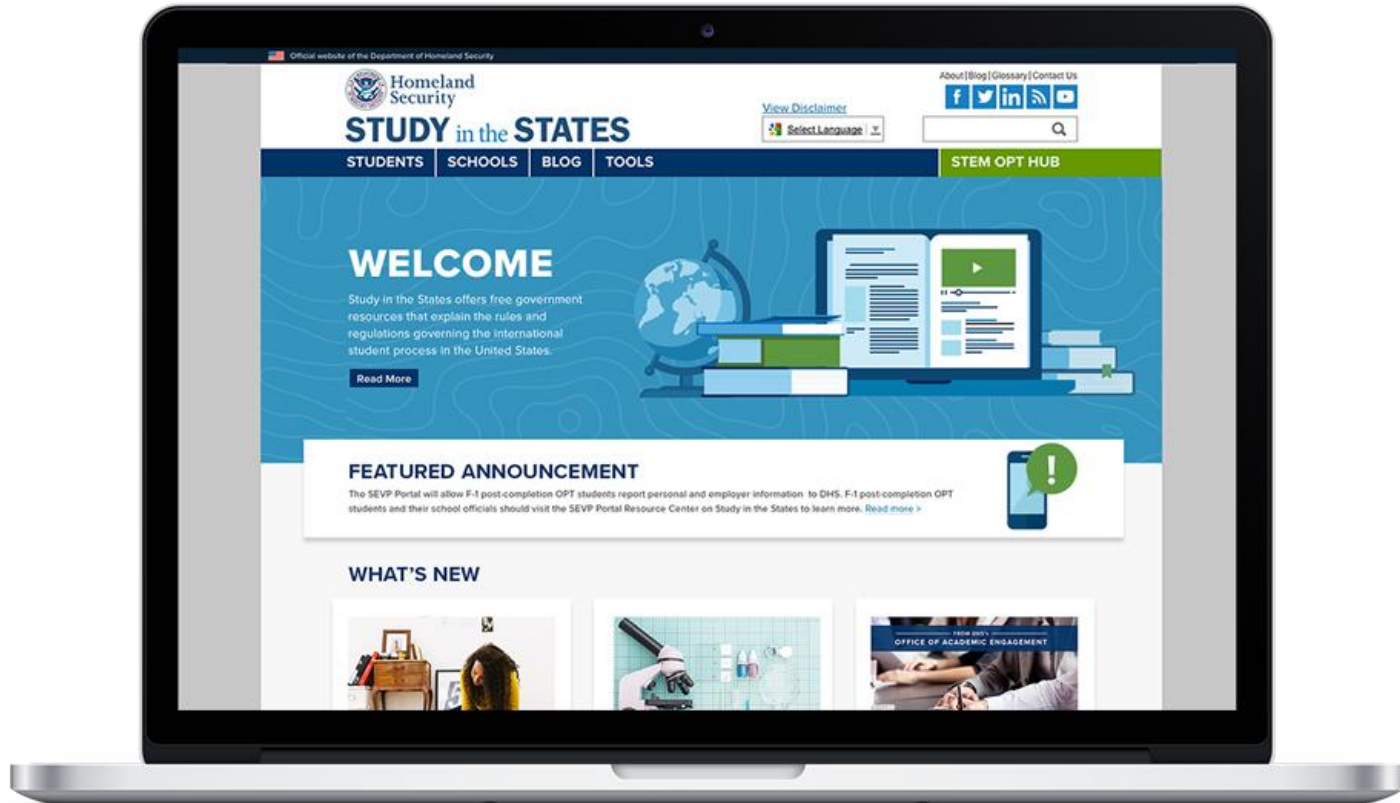 Official website of the Department of Homeland Security
Homeland
Security
STUDY in the STATES
View Disclaimer
Select Language
About | Blog | Glossary | Contact Us
STUDENTS SCHOOLS BLOG TOOLS STEM OPT HUB
WELCOME
Study in the States offers free government
resources that explain the rules and
regulations governing the international
student process in the United States.
Read More
FEATURED ANNOUNCEMENT
The SEVP Portal will allow F-1 post-completion OPT students report personal and employer information to DHS. F-1 post-completion OPT
students and their school officials should visit the SEVP Portal Resource Center on Study in the States to learn more. Read more >
WHAT'S NEW
FROM DHS's
OFFICE OF ACADEMIC ENGAGEMENT